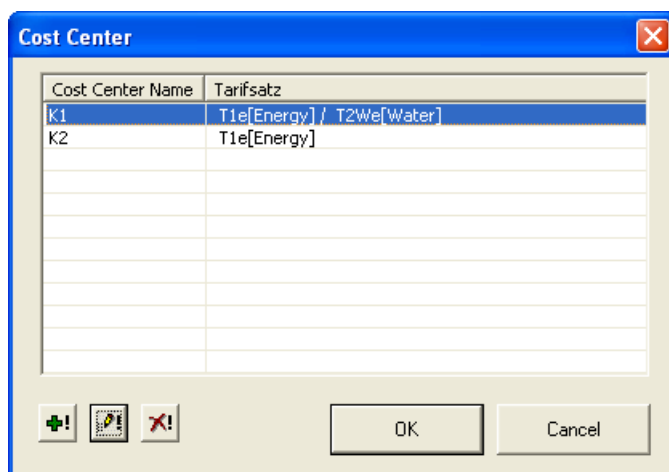 Cost Center
Cost Center Name Tarifsatz
K1 T1e[Energy] / T2We[Water]
K2 T1e[Energy]
OK Cancel